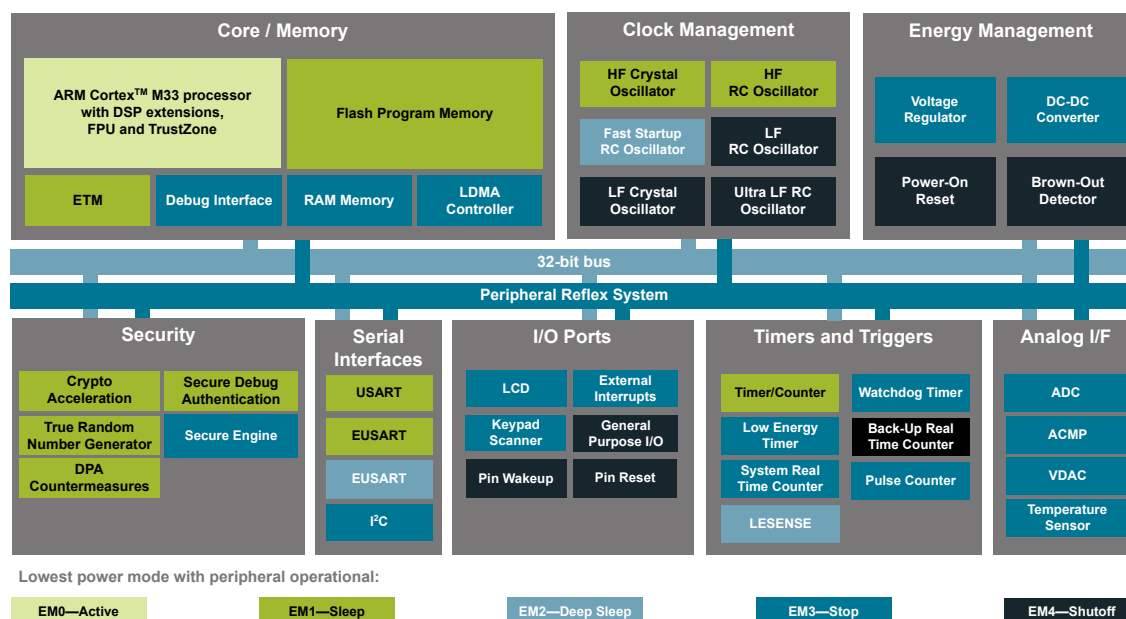 Core / Memory
ARM Cortex™ M33 processor
with DSP extensions,
FPU and TrustZone
Flash Program Memory
ETM
Debug Interface
RAM Memory
LDMA
Controller
Clock Management
HF Crystal
Oscillator
HF
RC Oscillator
Fast Startup
RC Oscillator
LF
RC Oscillator
LF Crystal
Oscillator
Ultra LF RC
Oscillator
Energy Management
Voltage
Regulator
DC-DC
Converter
Power-On
Reset
Brown-Out
Detector
32-bit bus
Peripheral Reflex System
Security
Crypto
Acceleration
Secure Debug
Authentication
True Random
Number Generator
Secure Engine
DPA
Countermeasures
Serial
Interfaces
USART
EUSART
EUSART
I²C
I/O Ports
LCD
External
Interrupts
Keypad
Scanner
General
Purpose I/O
Pin Wakeup
Pin Reset
Timers and Triggers
Timer/Counter
Watchdog Timer
Low Energy
Timer
Back-Up Real
Time Counter
System Real
Time Counter
Pulse Counter
LESENSE
Analog I/F
ADC
ACMP
VDAC
Temperature
Sensor
Lowest power mode with peripheral operational:
EM0—Active
EM1—Sleep
EM2—Deep Sleep
EM3—Stop
EM4—Shutoff